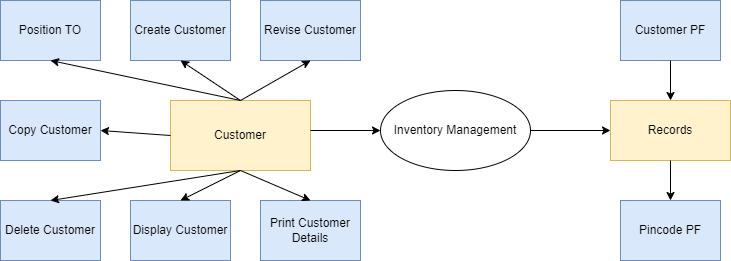 Position TO
Create Customer
Revise Customer
Customer PF
Copy Customer
Customer
Inventory Management
Records
Delete Customer
Display Customer
Print Customer
Details
Pincode PF